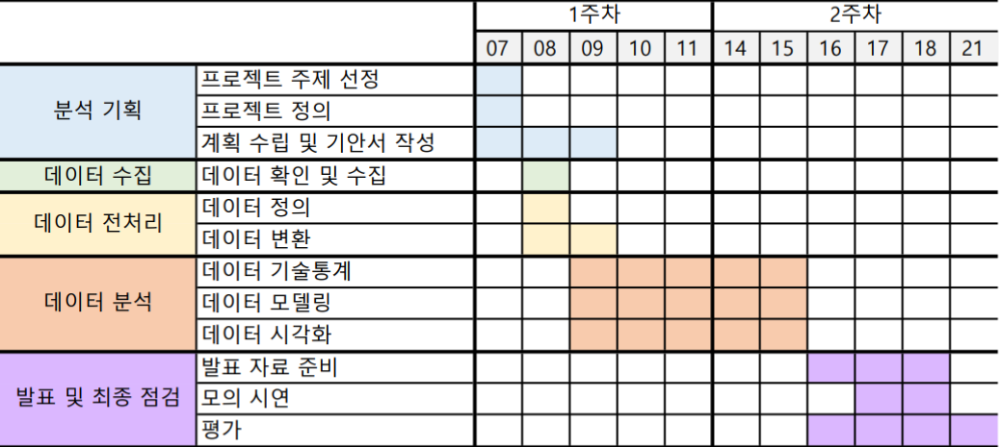 1주차 2주차
07 08 09 10 11 14 15 16 17 18 21
분석 기획
프로젝트 주제 선정
프로젝트 정의
계획 수립 및 기안서 작성
데이터 수집
데이터 확인 및 수집
데이터 전처리
데이터 정의
데이터 변환
데이터 분석
데이터 기술통계
데이터 모델링
데이터 시각화
발표 및 최종 점검
발표 자료 준비
모의 시연
평가